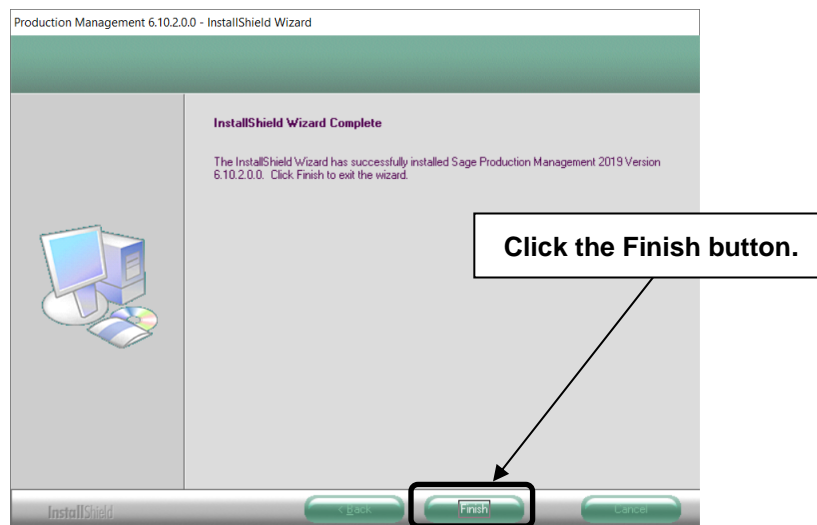 Production Management 6.10.2.0.0 - InstallShield Wizard
InstallShield Wizard Complete
The InstallShield Wizard has successfully installed Sage Production Management 2019 Version
6.10.2.0.0. Click Finish to exit the wizard.
Click the Finish button.
InstallShield
< Back
Finish
Cancel